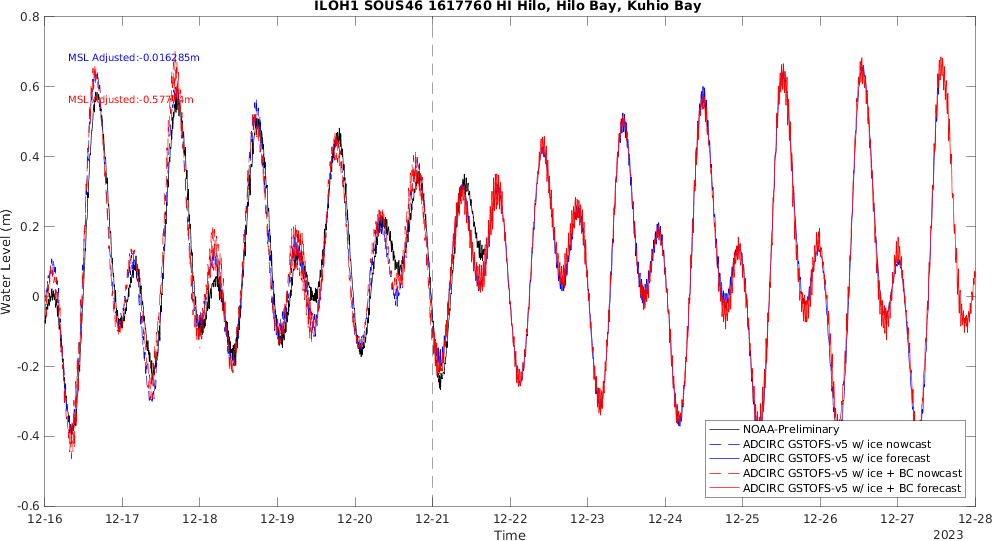 ILOH1 SOUS46 1617760 HI Hilo, Hilo Bay, Kuhio Bay
0.8
MSL Adjusted:-0.016285m
0.6
MSL Adjusted:
0.4
0.2
0
-0.2
-0.4
-0.6
Water Level (m)
NOAA-Preliminary
ADCIRC GSTOFS-v5 w/ ice nowcast
ADCIRC GSTOFS-v5 w/ ice forecast
ADCIRC GSTOFS-v5 w/ ice + BC nowcast
ADCIRC GSTOFS-v5 w/ ice + BC forecast
12-16 12-17 12-18 12-19 12-20 12-21 12-22 12-23 12-24 12-25 12-26 12-27 12-28
Time
2023